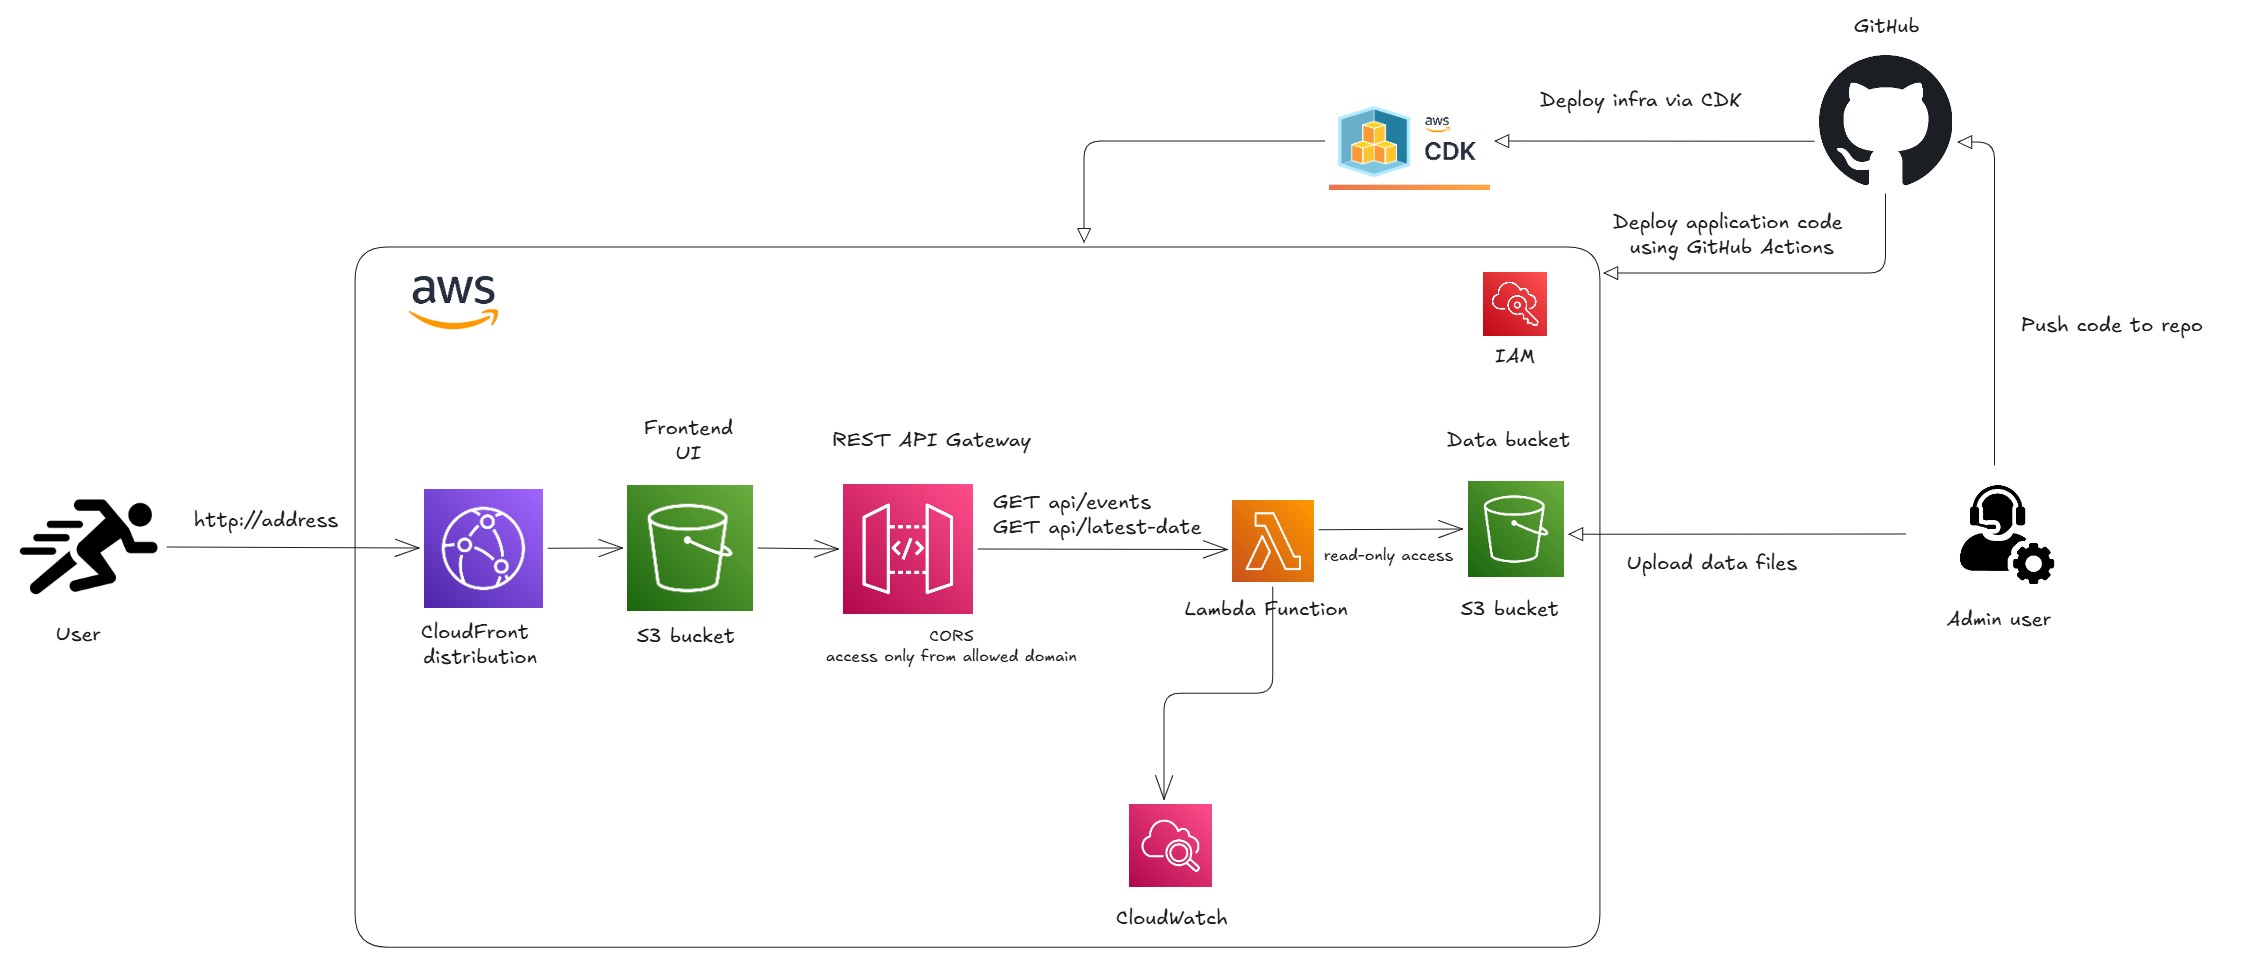 GitHub
Deploy infra via CDK
aws
CDK
Deploy application code
using GitHub Actions
aws
IAM
Push code to repo
Frontend
UI
REST API Gateway
Data bucket
http://address
GET api/events
GET api/latest-date
</>
read-only access
Upload data files
User
CloudFront
distribution
S3 bucket
CORS
access only from allowed domain
Lambda Function
S3 bucket
Admin user
CloudWatch